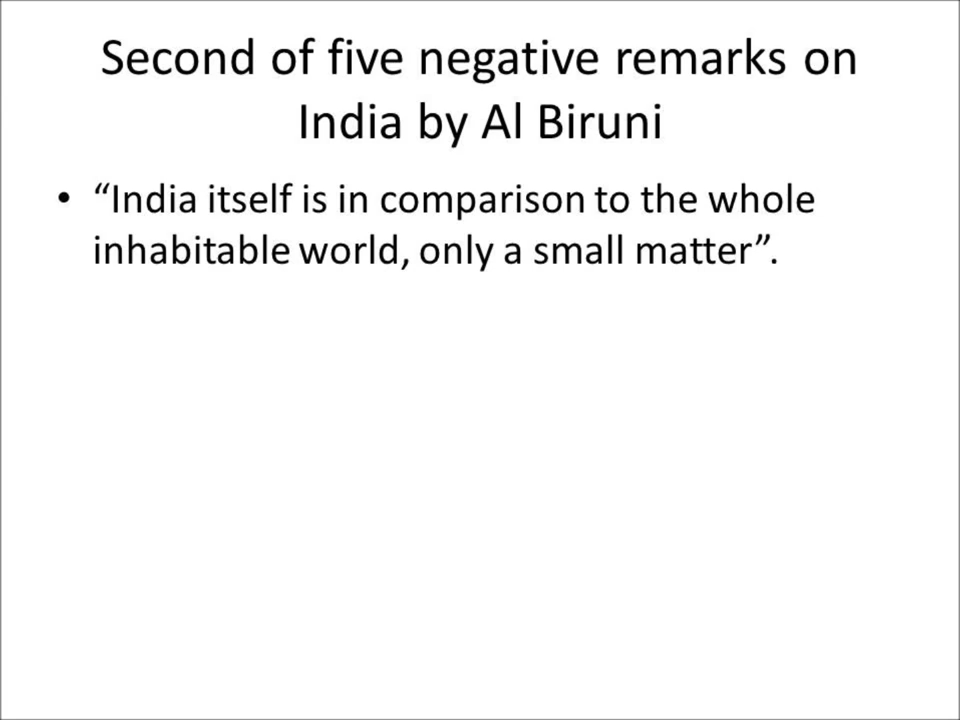 Second of five negative remarks on
India by Al Biruni
• “India itself is in comparison to the whole
inhabitable world, only a small matter”.